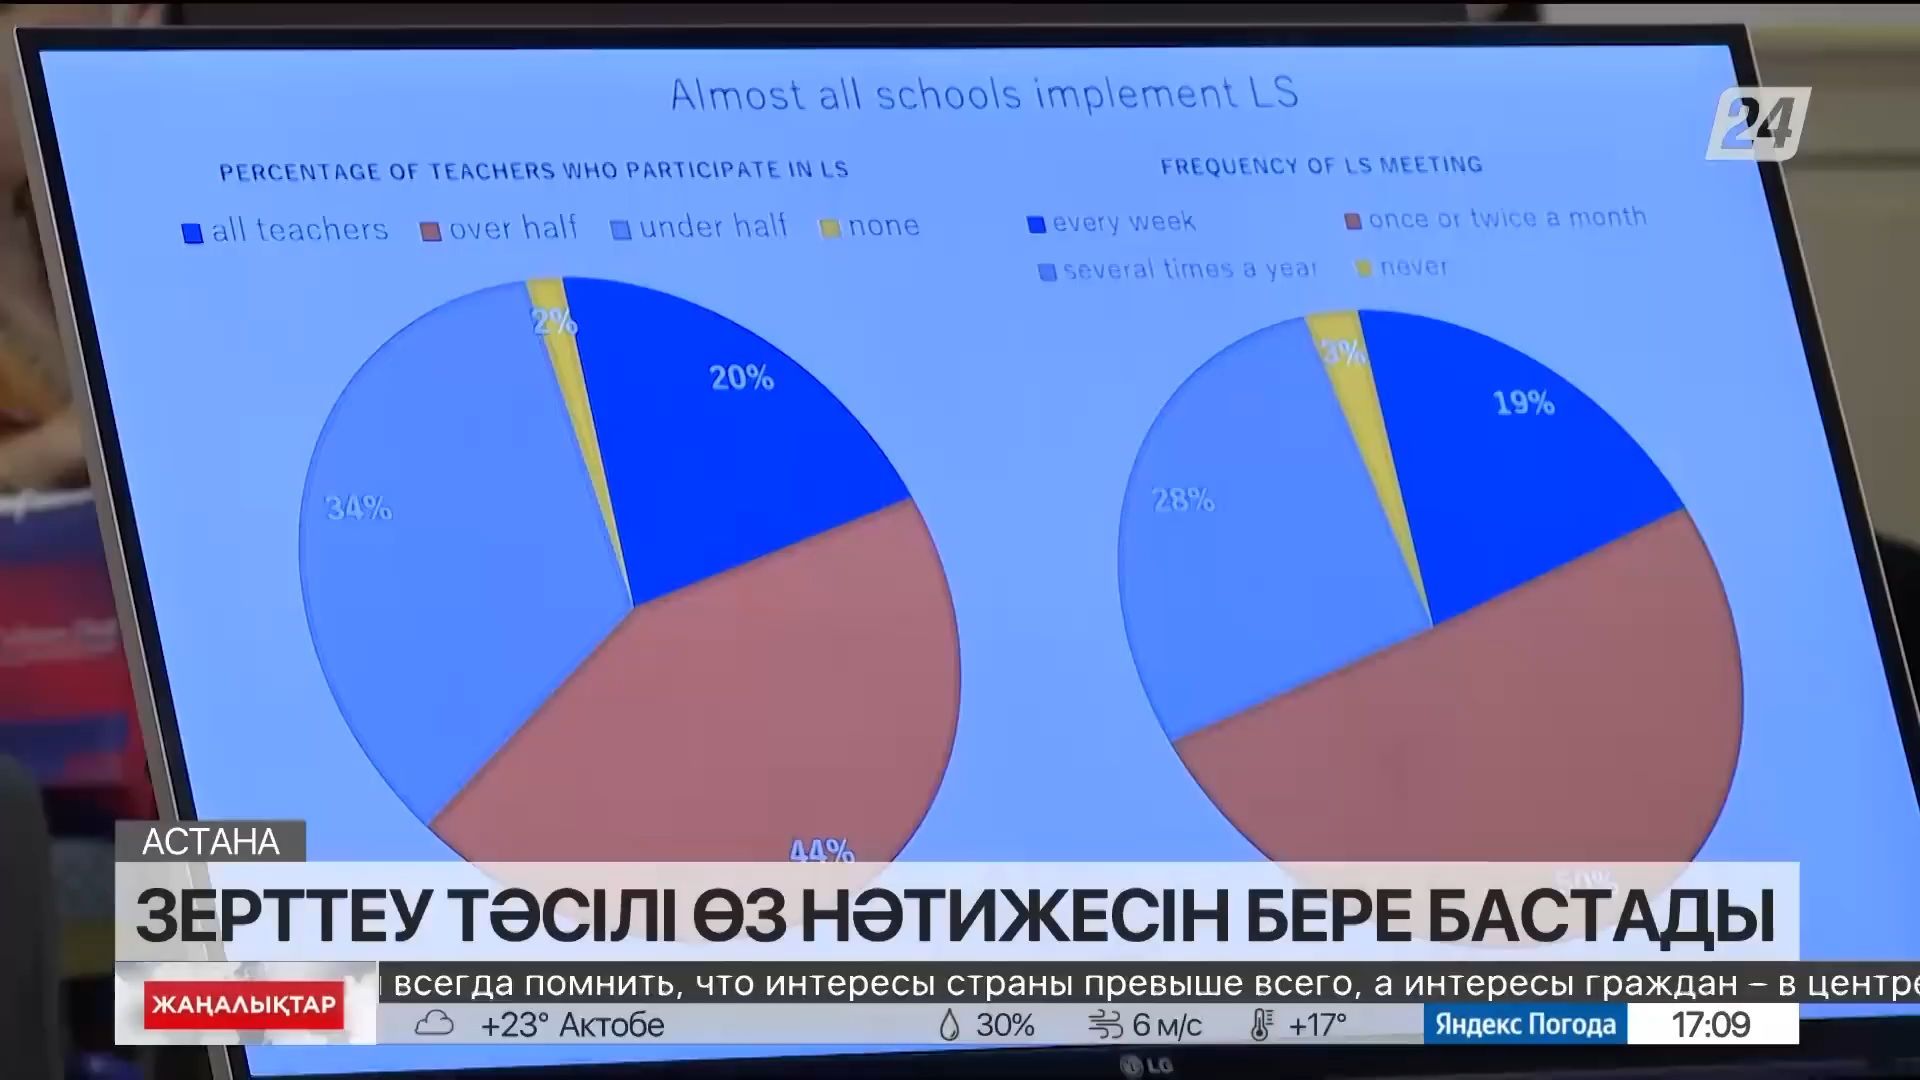 Almost all schools implement LS
24
PERCENTAGE OF TEACHERS WHO PARTICIPATE IN LS
all teachers over half under half none
2%
20%
34%
44%
FREQUENCY OF LS MEETING
every week once or twice a month
several times a year never
3%
19%
28%
50%
АСТАНА
ЗЕРТТЕУ ТӘСІЛІ ӨЗ НӘТИЖЕСІН БЕРЕ БАСТАДЫ
ЖАҢАЛЫҚТАР
всегда помнить, что интересы страны превыше всего, а интересы граждан – в центре
+23° Актобе 30% 6 м/с +17° Яндекс Погода 17:09
LG